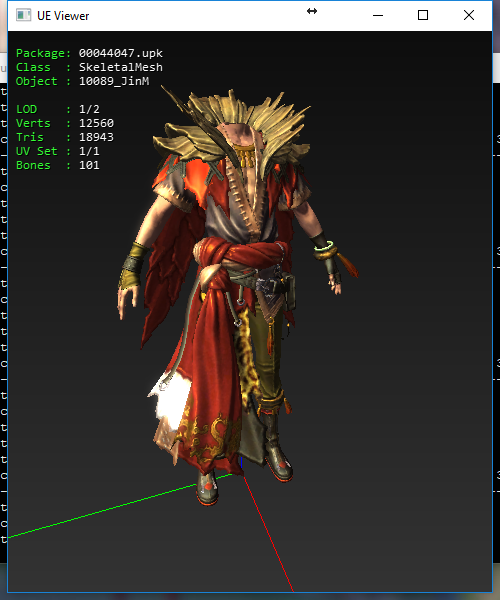 UE Viewer
Package: 00044047.upk
Class  : SkeletalMesh
Object : 10089_JinM
LOD    : 1/2
Verts  : 12560
Tris   : 18943
UV Set : 1/1
Bones  : 101